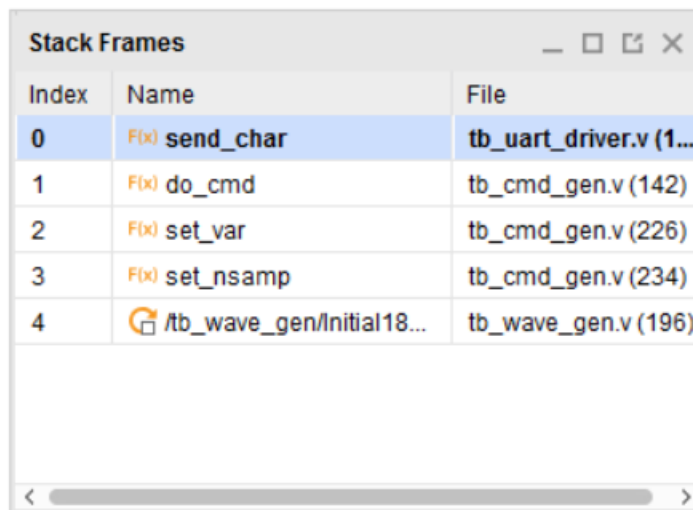 Stack Frames
Index Name File
0 F(x) send_char tb_uart_driver.v (1...
1 F(x) do_cmd tb_cmd_gen.v (142)
2 F(x) set_var tb_cmd_gen.v (226)
3 F(x) set_nsamp tb_cmd_gen.v (234)
4 /tb_wave_gen/Initial18... tb_wave_gen.v (196)